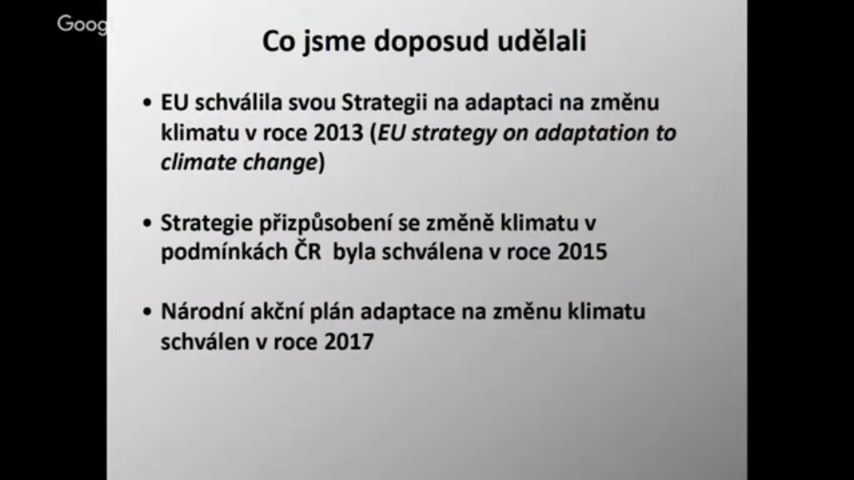 Goog
Co jsme doposud udělali
• EU schválila svou Strategii na adaptaci na změnu
klimatu v roce 2013 (EU strategy on adaptation to
climate change)
• Strategie přizpůsobení se změně klimatu v
podmínkách ČR byla schválena v roce 2015
• Národní akční plán adaptace na změnu klimatu
schválen v roce 2017